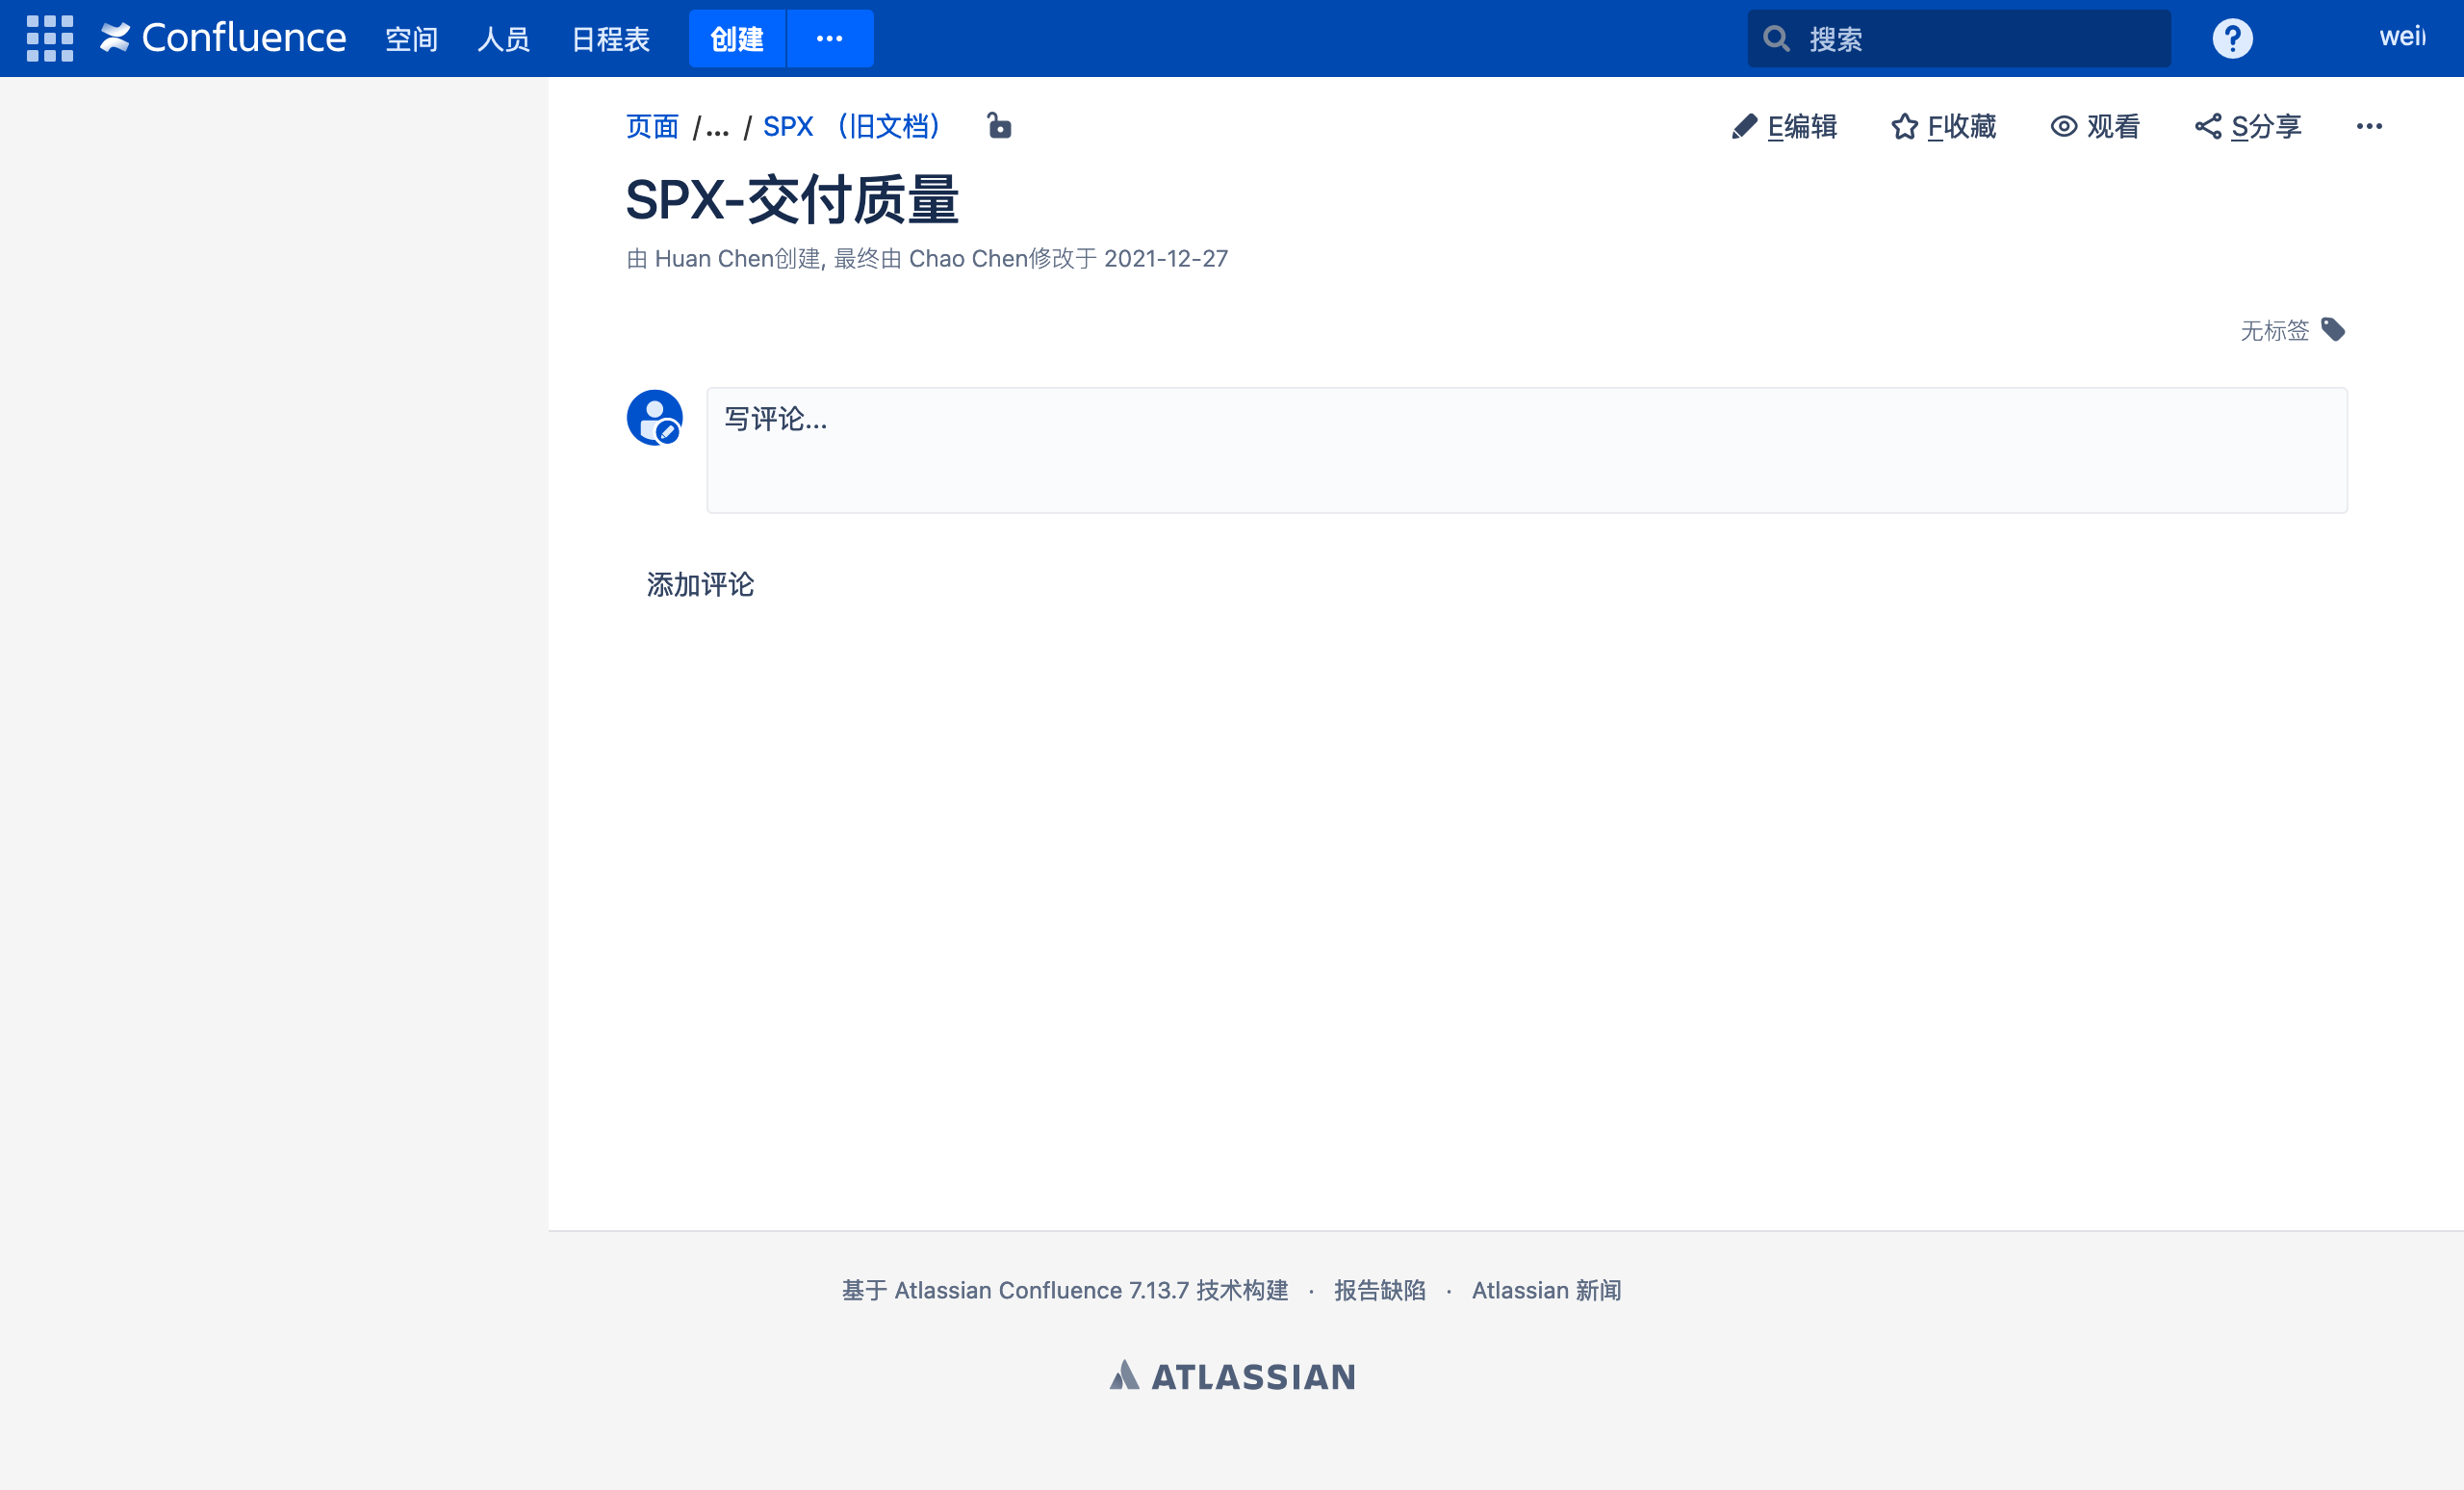 Confluence 空间 人员 日程表 创建 ··· 搜索 ? wei
页面 /... / SPX （旧文档） E编辑 F收藏 观看 S分享 ···
SPX-交付质量
由 Huan Chen创建, 最终由 Chao Chen修改于 2021-12-27
无标签
写评论...
添加评论
基于 Atlassian Confluence 7.13.7 技术构建 · 报告缺陷 · Atlassian 新闻
ATLASSIAN